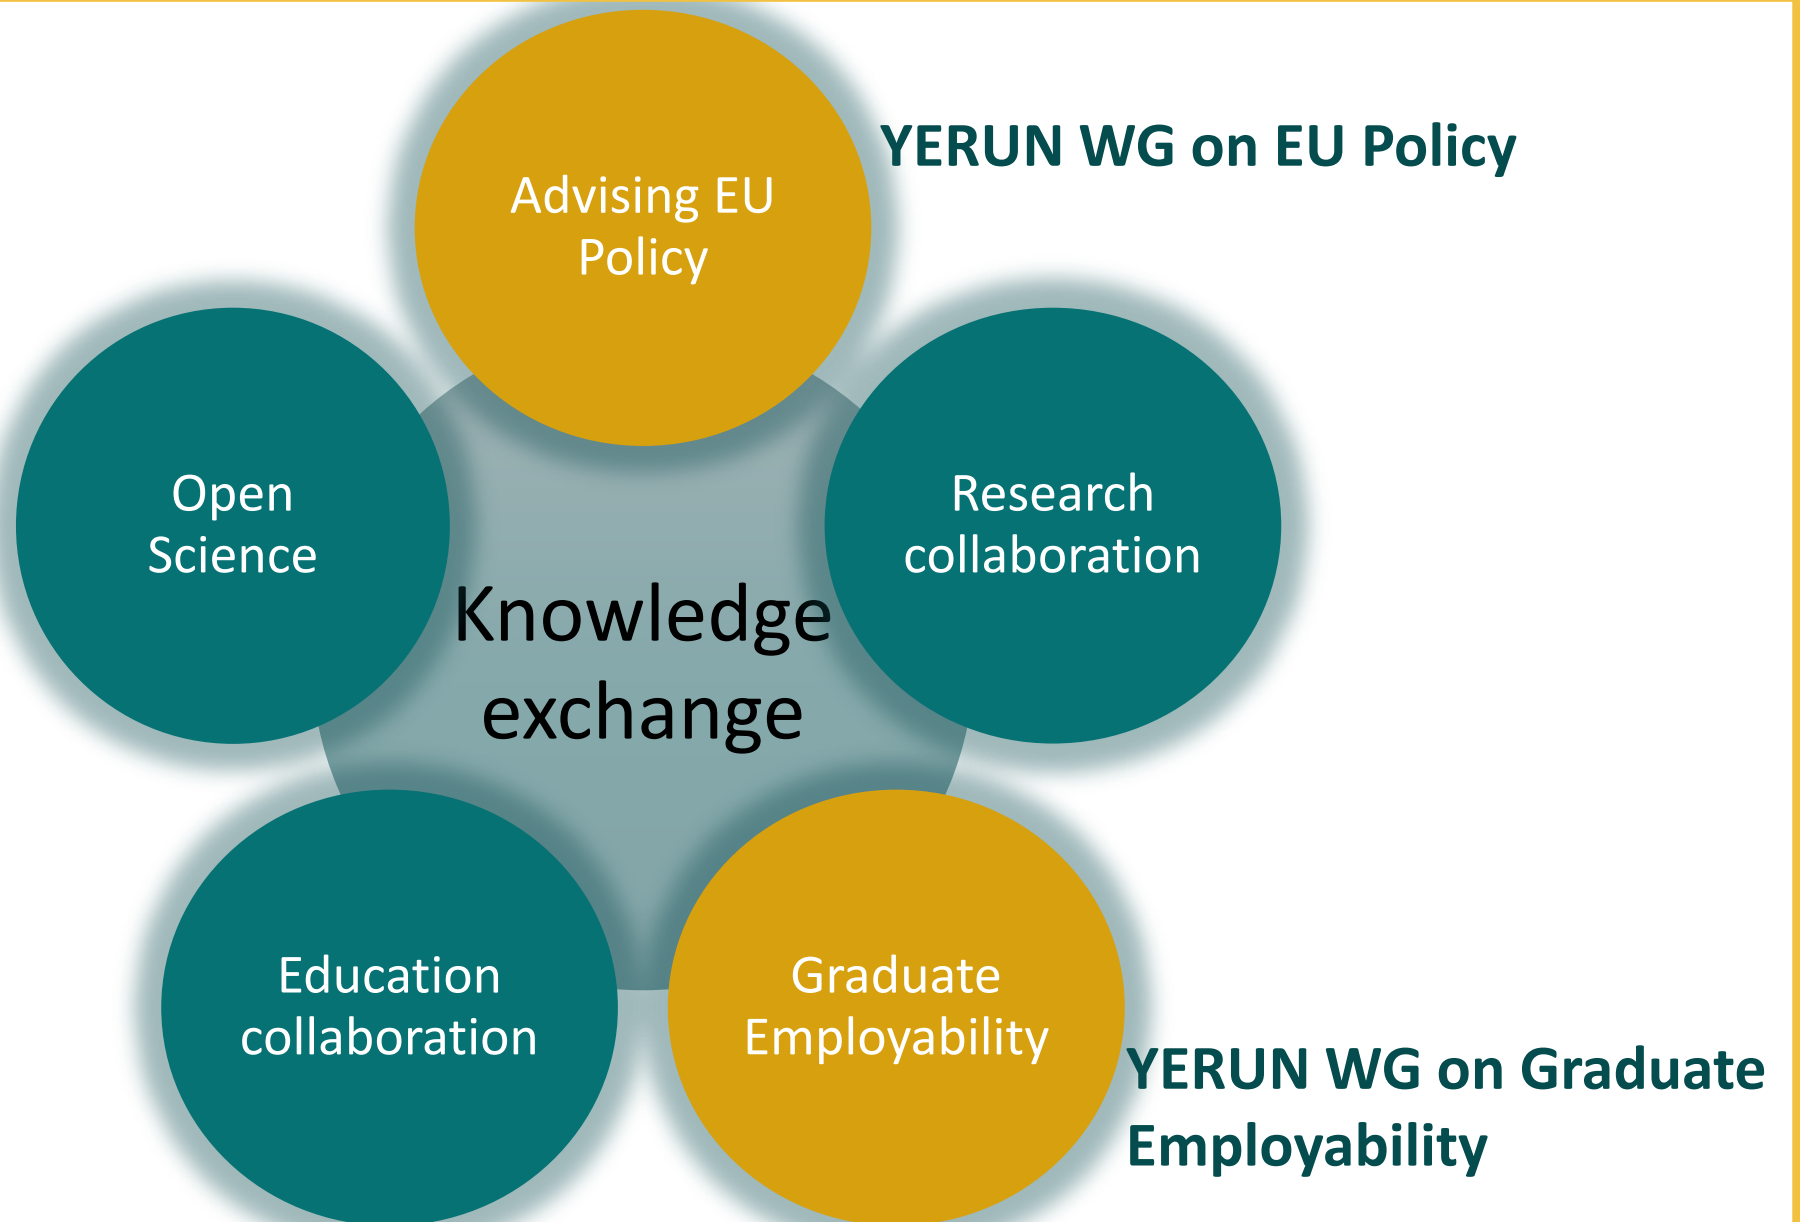 YERUN WG on EU Policy
Advising EU
Policy
Open
Science
Research
collaboration
Knowledge
exchange
Education
collaboration
Graduate
Employability
YERUN WG on Graduate
Employability